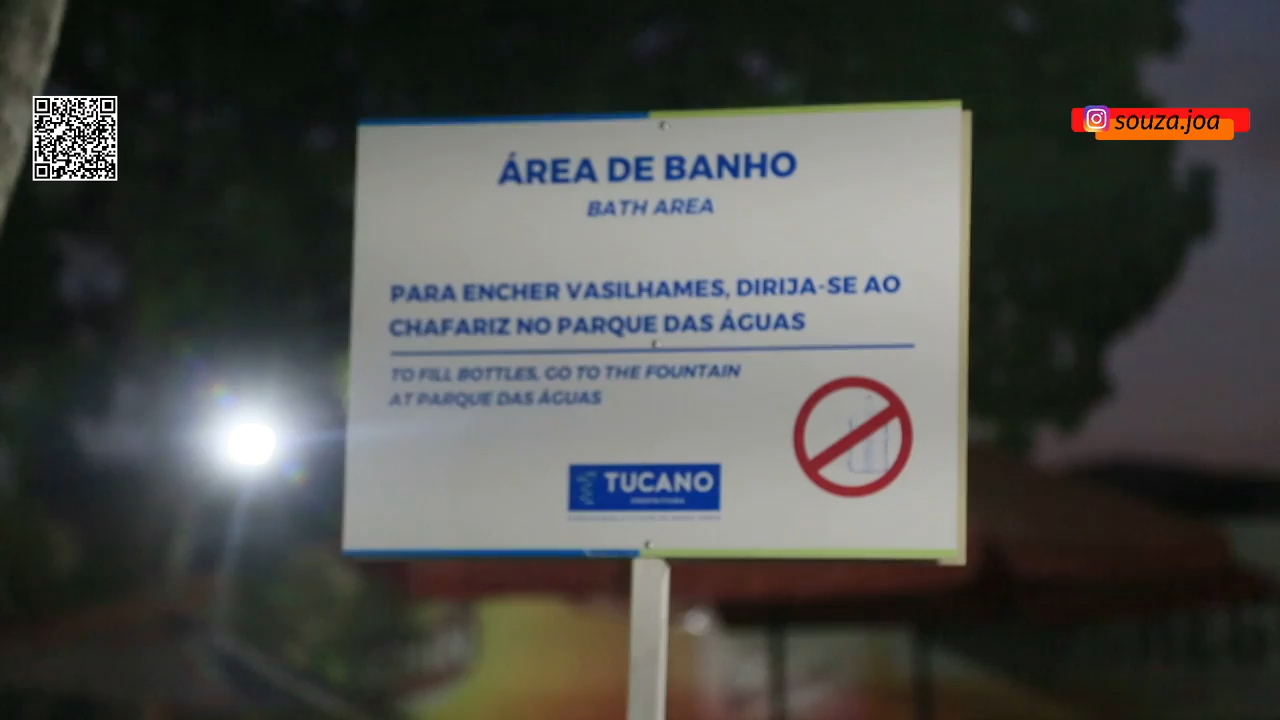 souza.joa
ÁREA DE BANHO
BATH AREA
PARA ENCHER VASILHAMES, DIRIJA-SE AO
CHAFARIZ NO PARQUE DAS ÁGUAS
TO FILL BOTTLES, GO TO THE FOUNTAIN
AT PARQUE DAS ÁGUAS
TUCANO
PREFEITURA